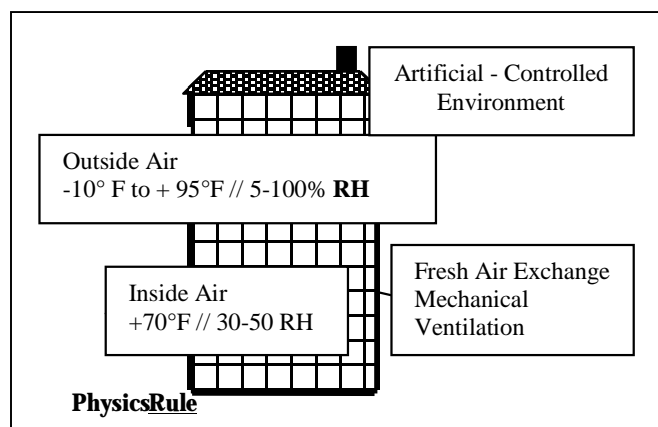 Artificial - Controlled
Environment
Outside Air
-10° F to + 95°F // 5-100% RH
Inside Air
+70°F // 30-50 RH
Fresh Air Exchange
Mechanical
Ventilation
PhysicsRule